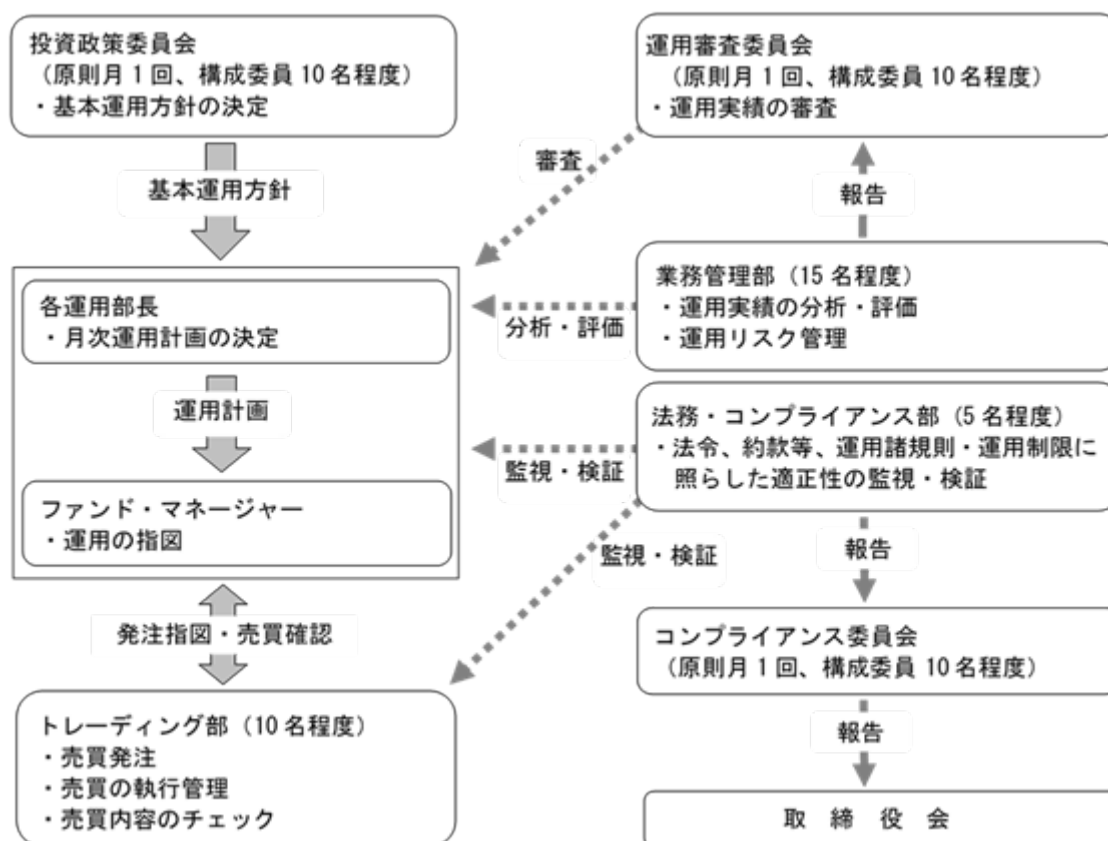 投資政策委員会
(原則月1回、構成委員10名程度)
・基本運用方針の決定
基本運用方針
各運用部長
・月次運用計画の決定
運用計画
ファンド・マネージャー
・運用の指図
発注指図・売買確認
トレーディング部(10名程度)
・売買発注
・売買の執行管理
・売買内容のチェック
運用審査委員会
(原則月1回、構成委員10名程度)
・運用実績の審査
審査
報告
業務管理部(15名程度)
・運用実績の分析・評価
・運用リスク管理
分析・評価
法務・コンプライアンス部(5名程度)
・法令、約款等、運用諸規則・運用制限に
照らした適正性の監視・検証
監視・検証
監視・検証
報告
コンプライアンス委員会
(原則月1回、構成委員10名程度)
報告
取 締 役 会